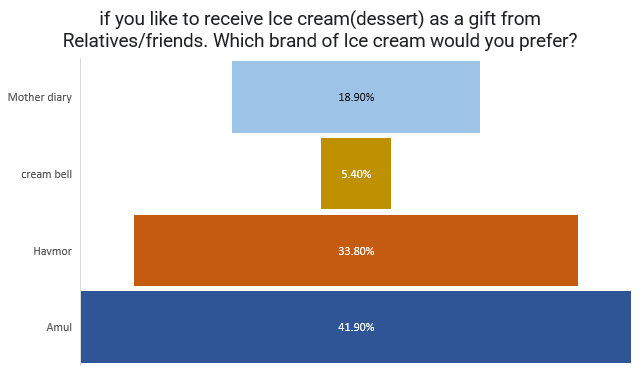 if you like to receive Ice cream(dessert) as a gift from
Relatives/friends. Which brand of Ice cream would you prefer?
Mother diary
18.90%
cream bell
5.40%
Havmor
33.80%
Amul
41.90%